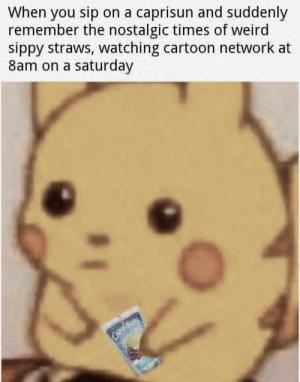 When you sip on a caprisun and suddenly
remember the nostalgic times of weird
sippy straws, watching cartoon network at
8am on a saturday